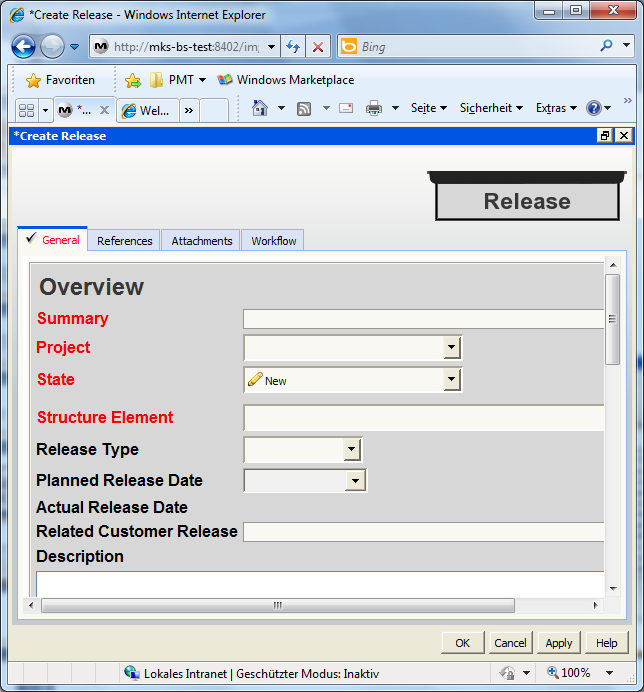 *Create Release - Windows Internet Explorer
http://mks-bs-test:8402/im
Bing
Favoriten
PMT
Windows Marketplace
*...
Wel...
»
Seite
Sicherheit
Extras
»
*Create Release
Release
General
References
Attachments
Workflow
Overview
Summary
Project
State
New
Structure Element
Release Type
Planned Release Date
Actual Release Date
Related Customer Release
Description
OK
Cancel
Apply
Help
Lokales Intranet | Geschützter Modus: Inaktiv
100%